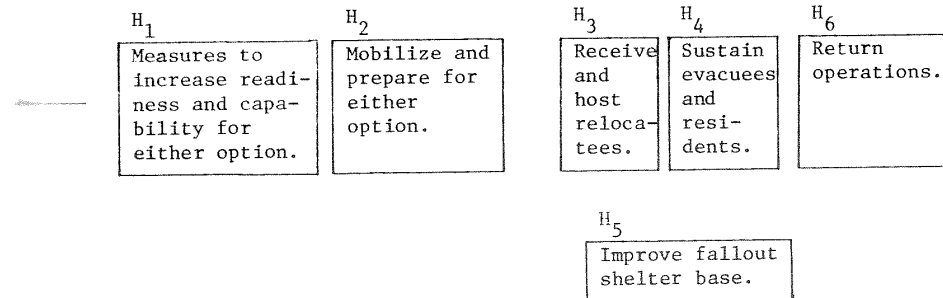 H1
Measures to
increase readi-
ness and capa-
bility for
either option.
H2
Mobilize and
prepare for
either
option.
H3
Receive
and
host
reloca-
tees.
H4
Sustain
evacuees
and
resi-
dents.
H6
Return
operations.
H5
Improve fallout
shelter base.